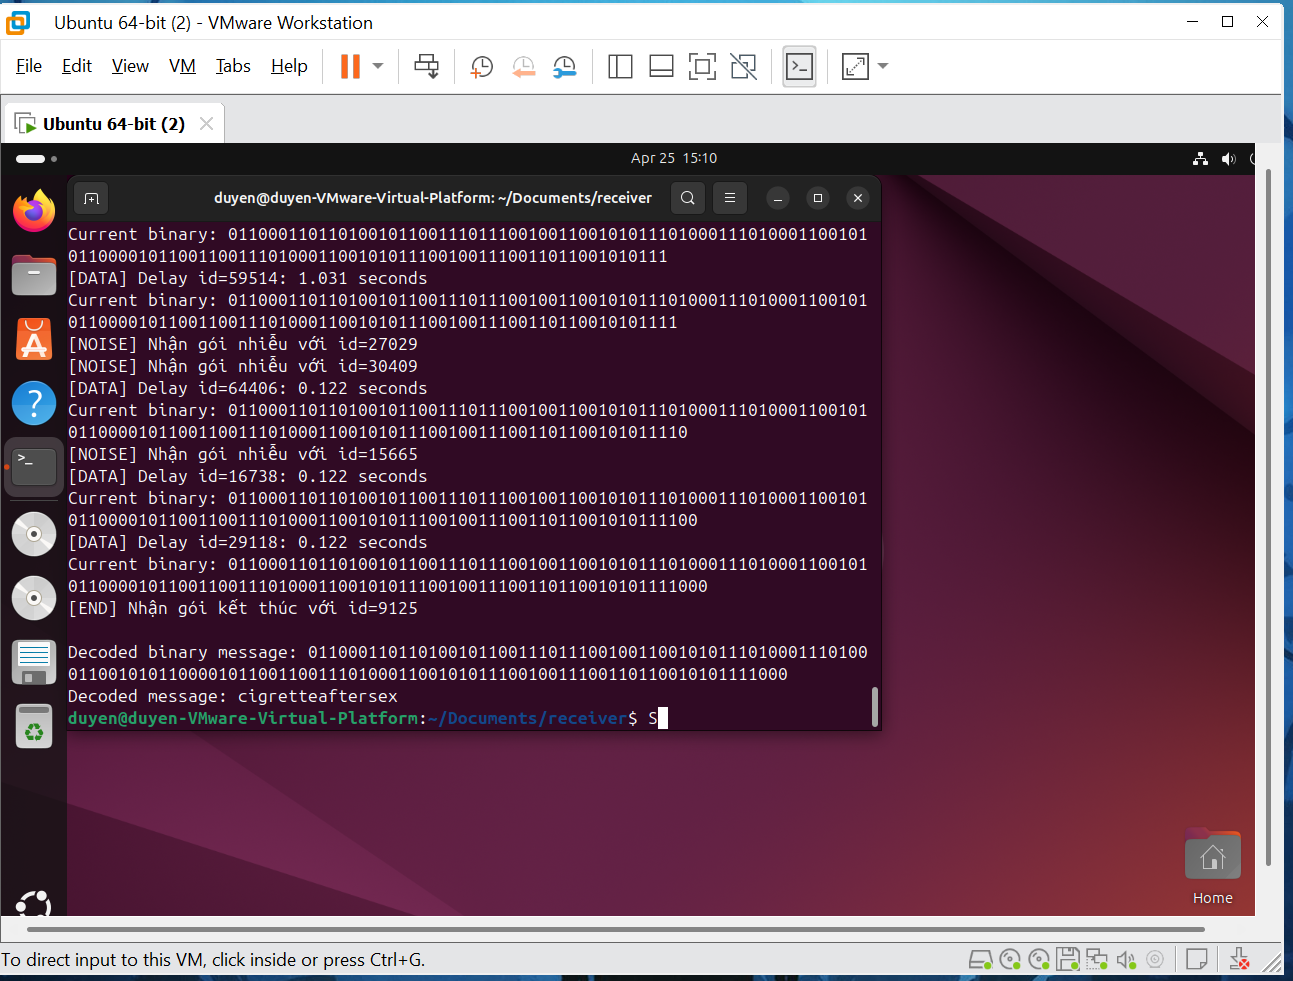 Ubuntu 64-bit (2) - VMware Workstation
File Edit View VM Tabs Help
Ubuntu 64-bit (2)
Apr 25 15:10
duyen@duyen-VMware-Virtual-Platform: ~/Documents/receiver
Current binary: 0110001101101001011001110111001001100101011101000111010001100101
011000010110011001110100011001010111001001110011011001010111
[DATA] Delay id=59514: 1.031 seconds
Current binary: 0110001101101001011001110111001001100101011101000111010001100101
0110000101100110011101000110010101110010011100110110010101111
[NOISE] Nhận gói nhiễu với id=27029
[NOISE] Nhận gói nhiễu với id=30409
[DATA] Delay id=64406: 0.122 seconds
Current binary: 0110001101101001011001110111001001100101011101000111010001100101
01100001011001100111010001100101011100100111001101100101011110
[NOISE] Nhận gói nhiễu với id=15665
[DATA] Delay id=16738: 0.122 seconds
Current binary: 0110001101101001011001110111001001100101011101000111010001100101
011000010110011001110100011001010111001001110011011001010111100
[DATA] Delay id=29118: 0.122 seconds
Current binary: 0110001101101001011001110111001001100101011101000111010001100101
0110000101100110011101000110010101110010011100110110010101111000
[END] Nhận gói kết thúc với id=9125
Decoded binary message: 01100011011010010110011101110010011001010111010001110100
011001010110000101100110011101000110010101110010011100110110010101111000
Decoded message: cigretteaftersex
duyen@duyen-VMware-Virtual-Platform:~/Documents/receiver$ S
Home
To direct input to this VM, click inside or press Ctrl+G.